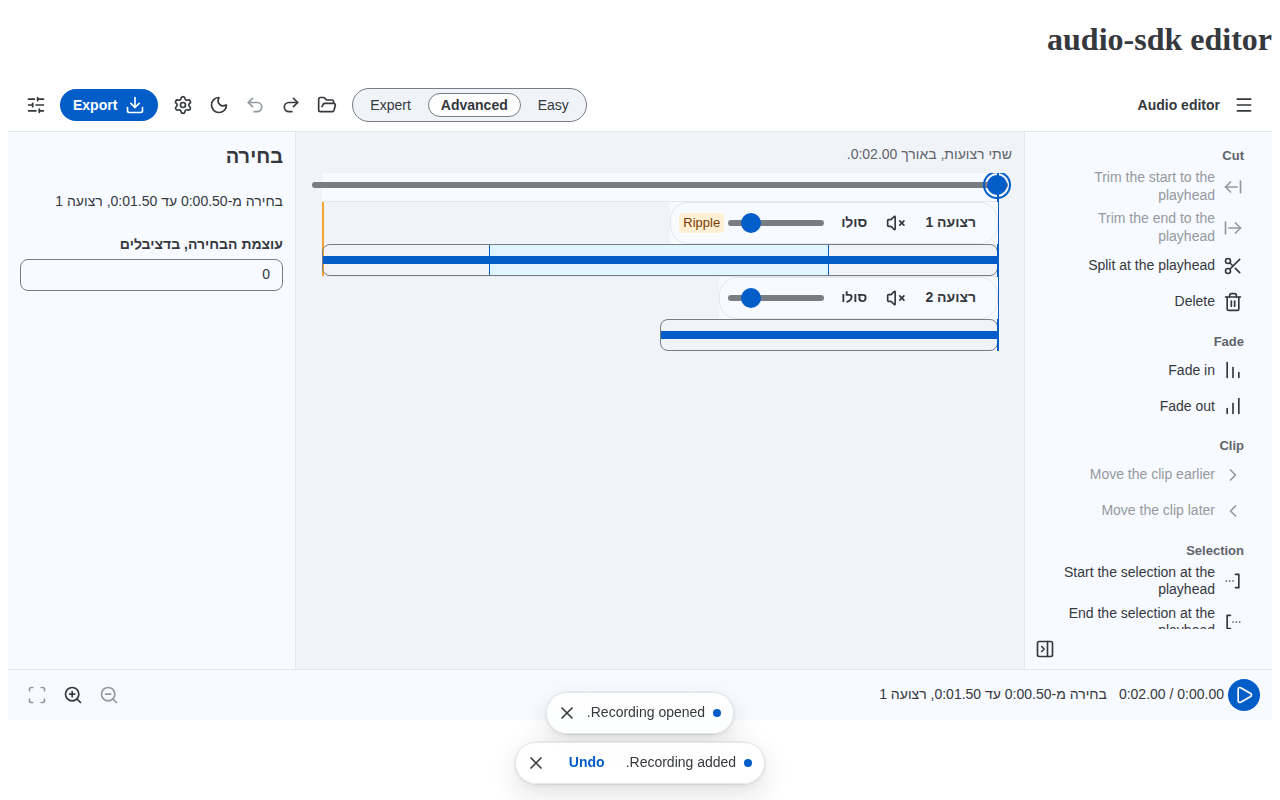 audio-sdk editor
Audio editor
Easy
Advanced
Expert
Export
Cut
Trim the start to the
playhead
Trim the end to the
playhead
Split at the playhead
Delete
Fade
Fade in
Fade out
Clip
Move the clip earlier
Move the clip later
Selection
Start the selection at the
playhead
End the selection at the
שתי רצועות, באורך 0:02.00.
רצועה 1
סולו
Ripple
רצועה 2
סולו
בחירה
בחירה מ-0:00.50 עד 0:01.50, רצועה 1
עוצמת הבחירה, בדציבלים
0
0:00.00 / 0:02.00
בחירה מ-0:00.50 עד 0:01.50, רצועה 1
Recording opened.
Recording added.
Undo